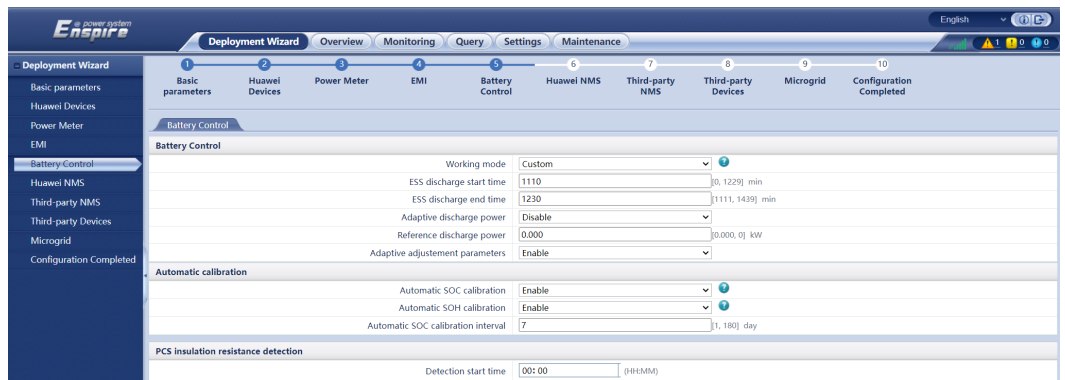 e power system
Enspire
English
Deployment Wizard Overview Monitoring Query Settings Maintenance
1 0 0
Deployment Wizard
Basic parameters
Huawei Devices
Power Meter
EMI
Battery Control
Huawei NMS
Third-party NMS
Third-party Devices
Microgrid
Configuration Completed
1 2 3 4 5 6 7 8 9 10
Basic parameters
Huawei Devices
Power Meter
EMI
Battery Control
Huawei NMS
Third-party NMS
Third-party Devices
Microgrid
Configuration Completed
Battery Control
Battery Control
Working mode Custom
ESS discharge start time 1110 [0, 1229] min
ESS discharge end time 1230 [1111, 1439] min
Adaptive discharge power Disable
Reference discharge power 0.000 [0.000, 0] kW
Adaptive adjustement parameters Enable
Automatic calibration
Automatic SOC calibration Enable
Automatic SOH calibration Enable
Automatic SOC calibration interval 7 [1, 180] day
PCS insulation resistance detection
Detection start time 00:00 (HH:MM)